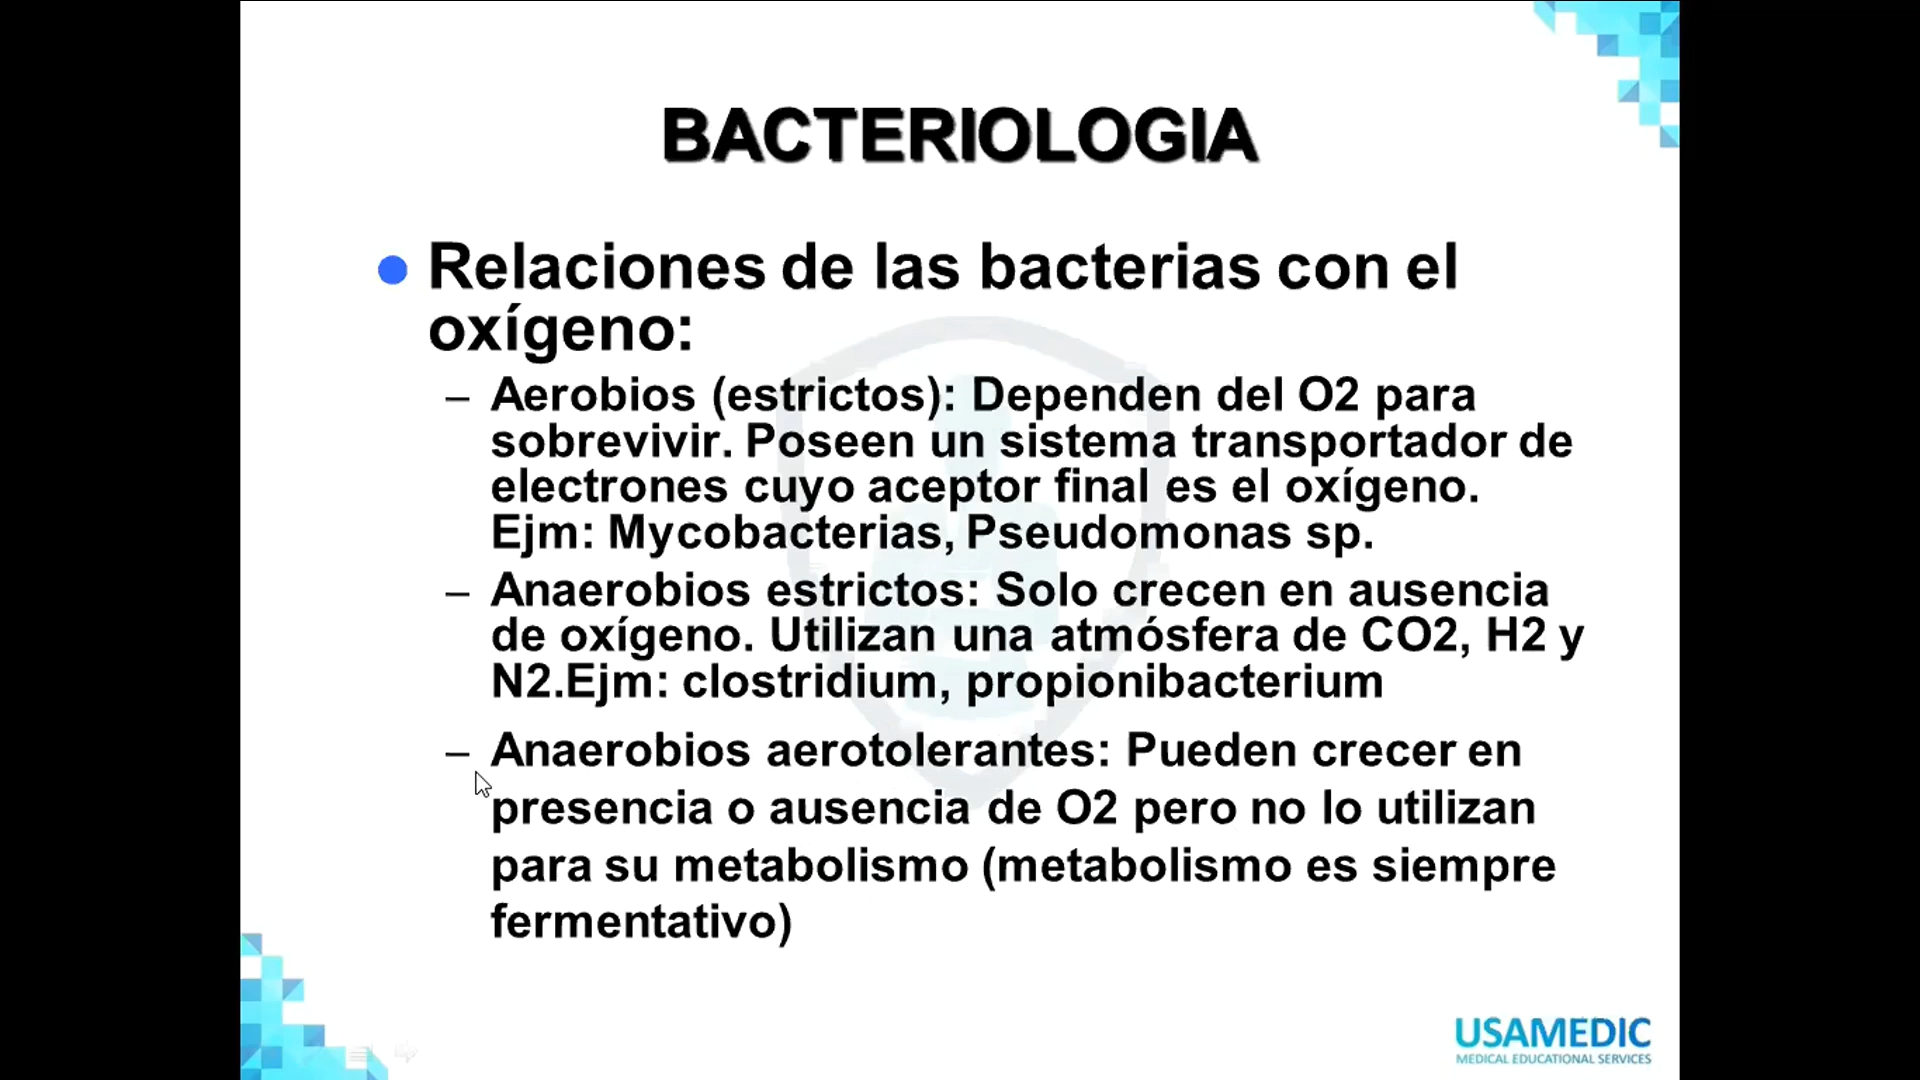 BACTERIOLOGIA
Relaciones de las bacterias con el
oxígeno:
– Aerobios (estrictos): Dependen del O2 para
sobrevivir. Poseen un sistema transportador de
electrones cuyo aceptor final es el oxígeno.
Ejm: Mycobacterias, Pseudomonas sp.
– Anaerobios estrictos: Solo crecen en ausencia
de oxígeno. Utilizan una atmósfera de CO2, H2 y
N2.Ejm: clostridium, propionibacterium
– Anaerobios aerotolerantes: Pueden crecer en
presencia o ausencia de O2 pero no lo utilizan
para su metabolismo (metabolismo es siempre
fermentativo)
USAMEDIC
MEDICAL EDUCATIONAL SERVICES